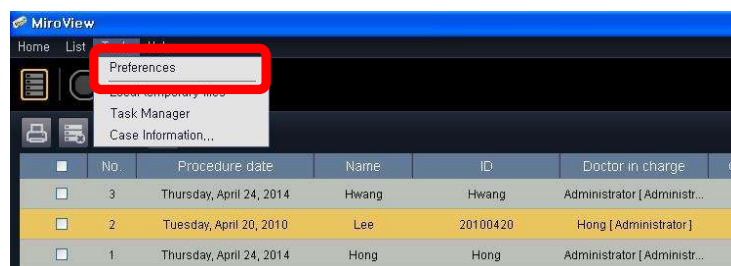 MiroView
Home List
Preferences
Task Manager
Case Information,,,
No. Procedure date Name ID Doctor in charge
3 Thursday, April 24, 2014 Hwang Hwang Administrator [ Administr...
2 Tuesday, April 20, 2010 Lee 20100420 Hong [ Administrator ]
1 Thursday, April 24, 2014 Hong Hong Administrator [ Administr...